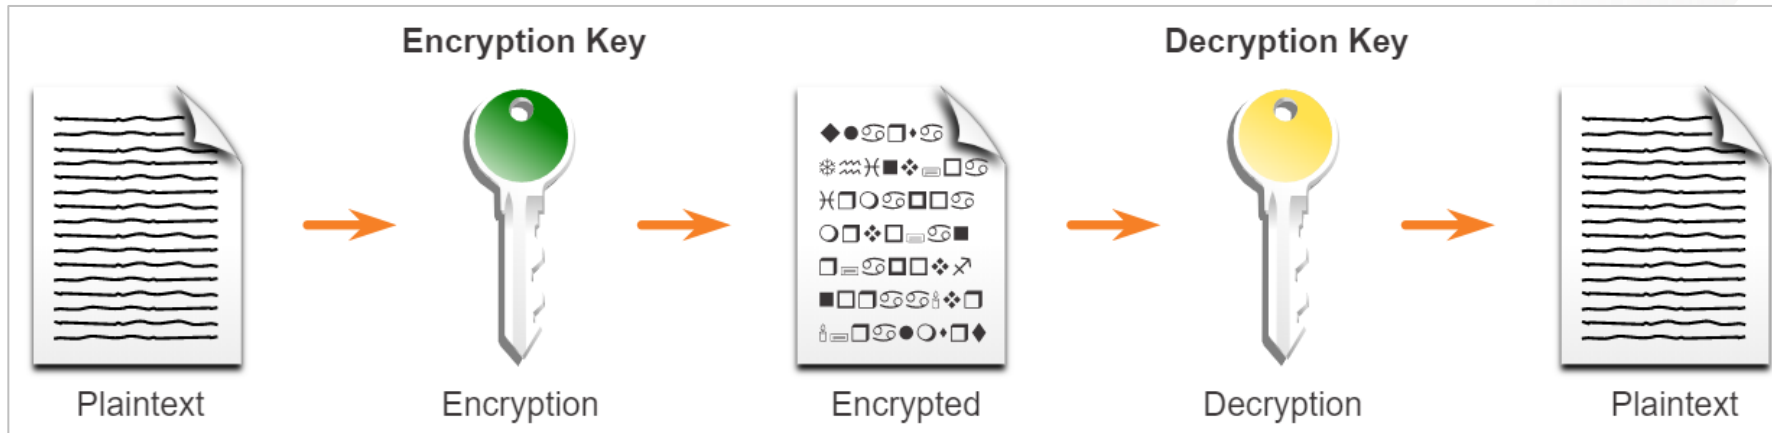 Encryption Key
Decryption Key
Plaintext
Encryption
Encrypted
Decryption
Plaintext